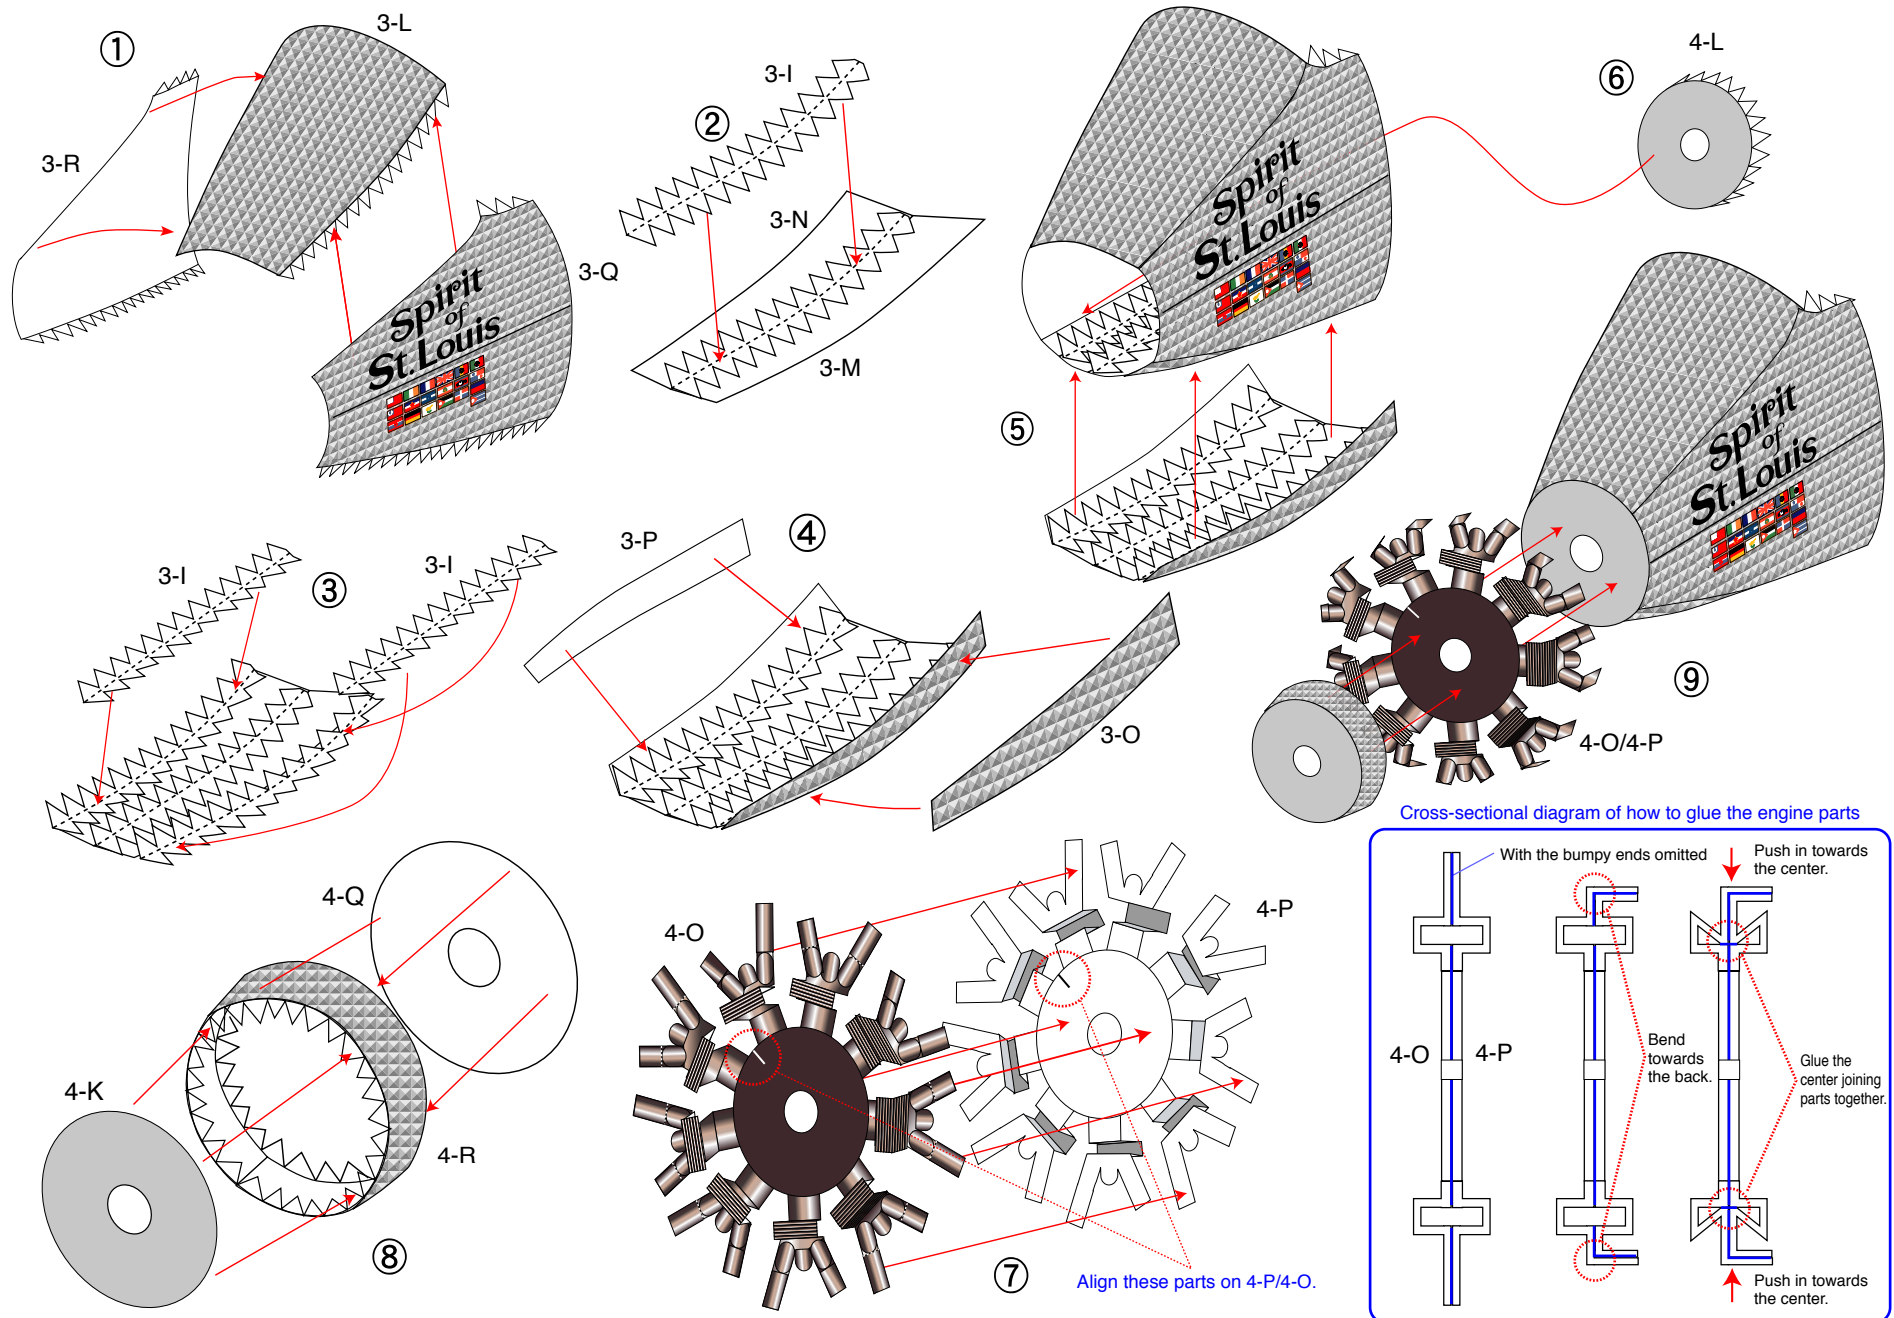 ①
3-L
3-R
3-Q
Spirit
of
St.Louis
②
3-I
3-N
3-M
Spirit
of
St.Louis
⑥
4-L
⑤
③
3-I
3-I
④
3-P
3-O
Spirit
of
St.Louis
⑨
4-O/4-P
⑧
4-Q
4-K
4-R
⑦
4-O
4-P
Align these parts on 4-P/4-O.
Cross-sectional diagram of how to glue the engine parts
With the bumpy ends omitted
4-O
4-P
Bend
towards
the back.
Push in towards
the center.
Glue the
center joining
parts together.
Push in towards
the center.